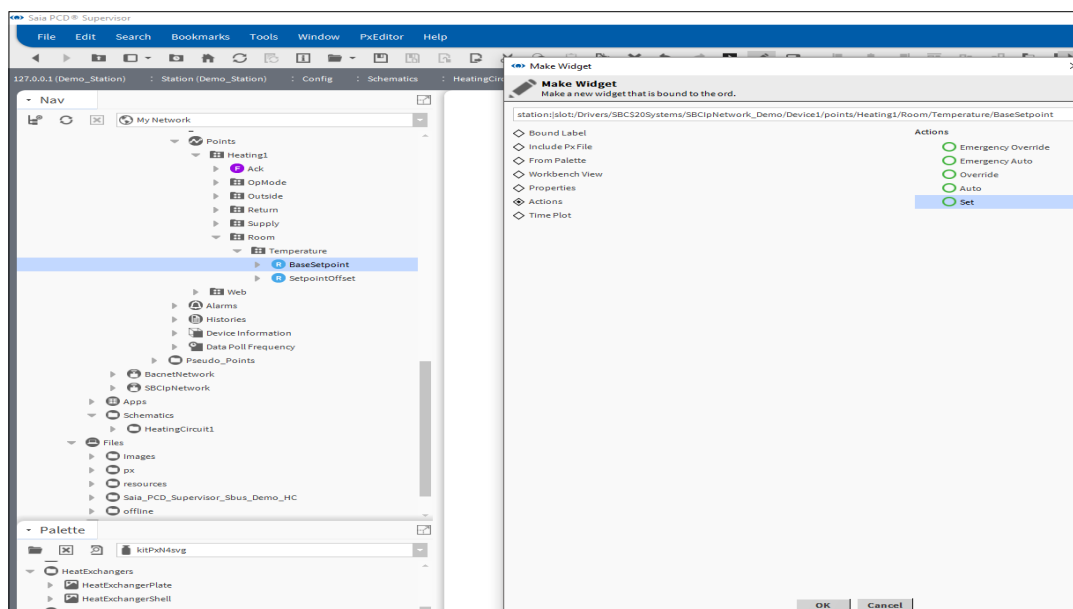 Saia PCD® Supervisor
File Edit Search Bookmarks Tools Window PxEditor Help
127.0.0.1 (Demo_Station) : Station (Demo_Station) : Config : Schematics : HeatingCirc
Nav
My Network
Points
Heating1
F Ack
OpMode
Outside
Return
Supply
Room
Temperature
R BaseSetpoint
R SetpointOffset
Web
Alarms
Histories
Device Information
Data Poll Frequency
Pseudo_Points
BacnetNetwork
SBCIpNetwork
Apps
Schematics
HeatingCircuit1
Files
Images
px
resources
Saia_PCD_Supervisor_Sbus_Demo_HC
offline
Palette
kitPxN4svg
HeatExchangers
HeatExchangerPlate
HeatExchangerShell
Make Widget
Make Widget
Make a new widget that is bound to the ord.
station:|slot:/Drivers/SBCS20Systems/SBCIpNetwork_Demo/Device1/points/Heating1/Room/Temperature/BaseSetpoint
Bound Label
Include Px File
From Palette
Workbench View
Properties
Actions
Time Plot
Actions
Emergency Override
Emergency Auto
Override
Auto
Set
OK Cancel